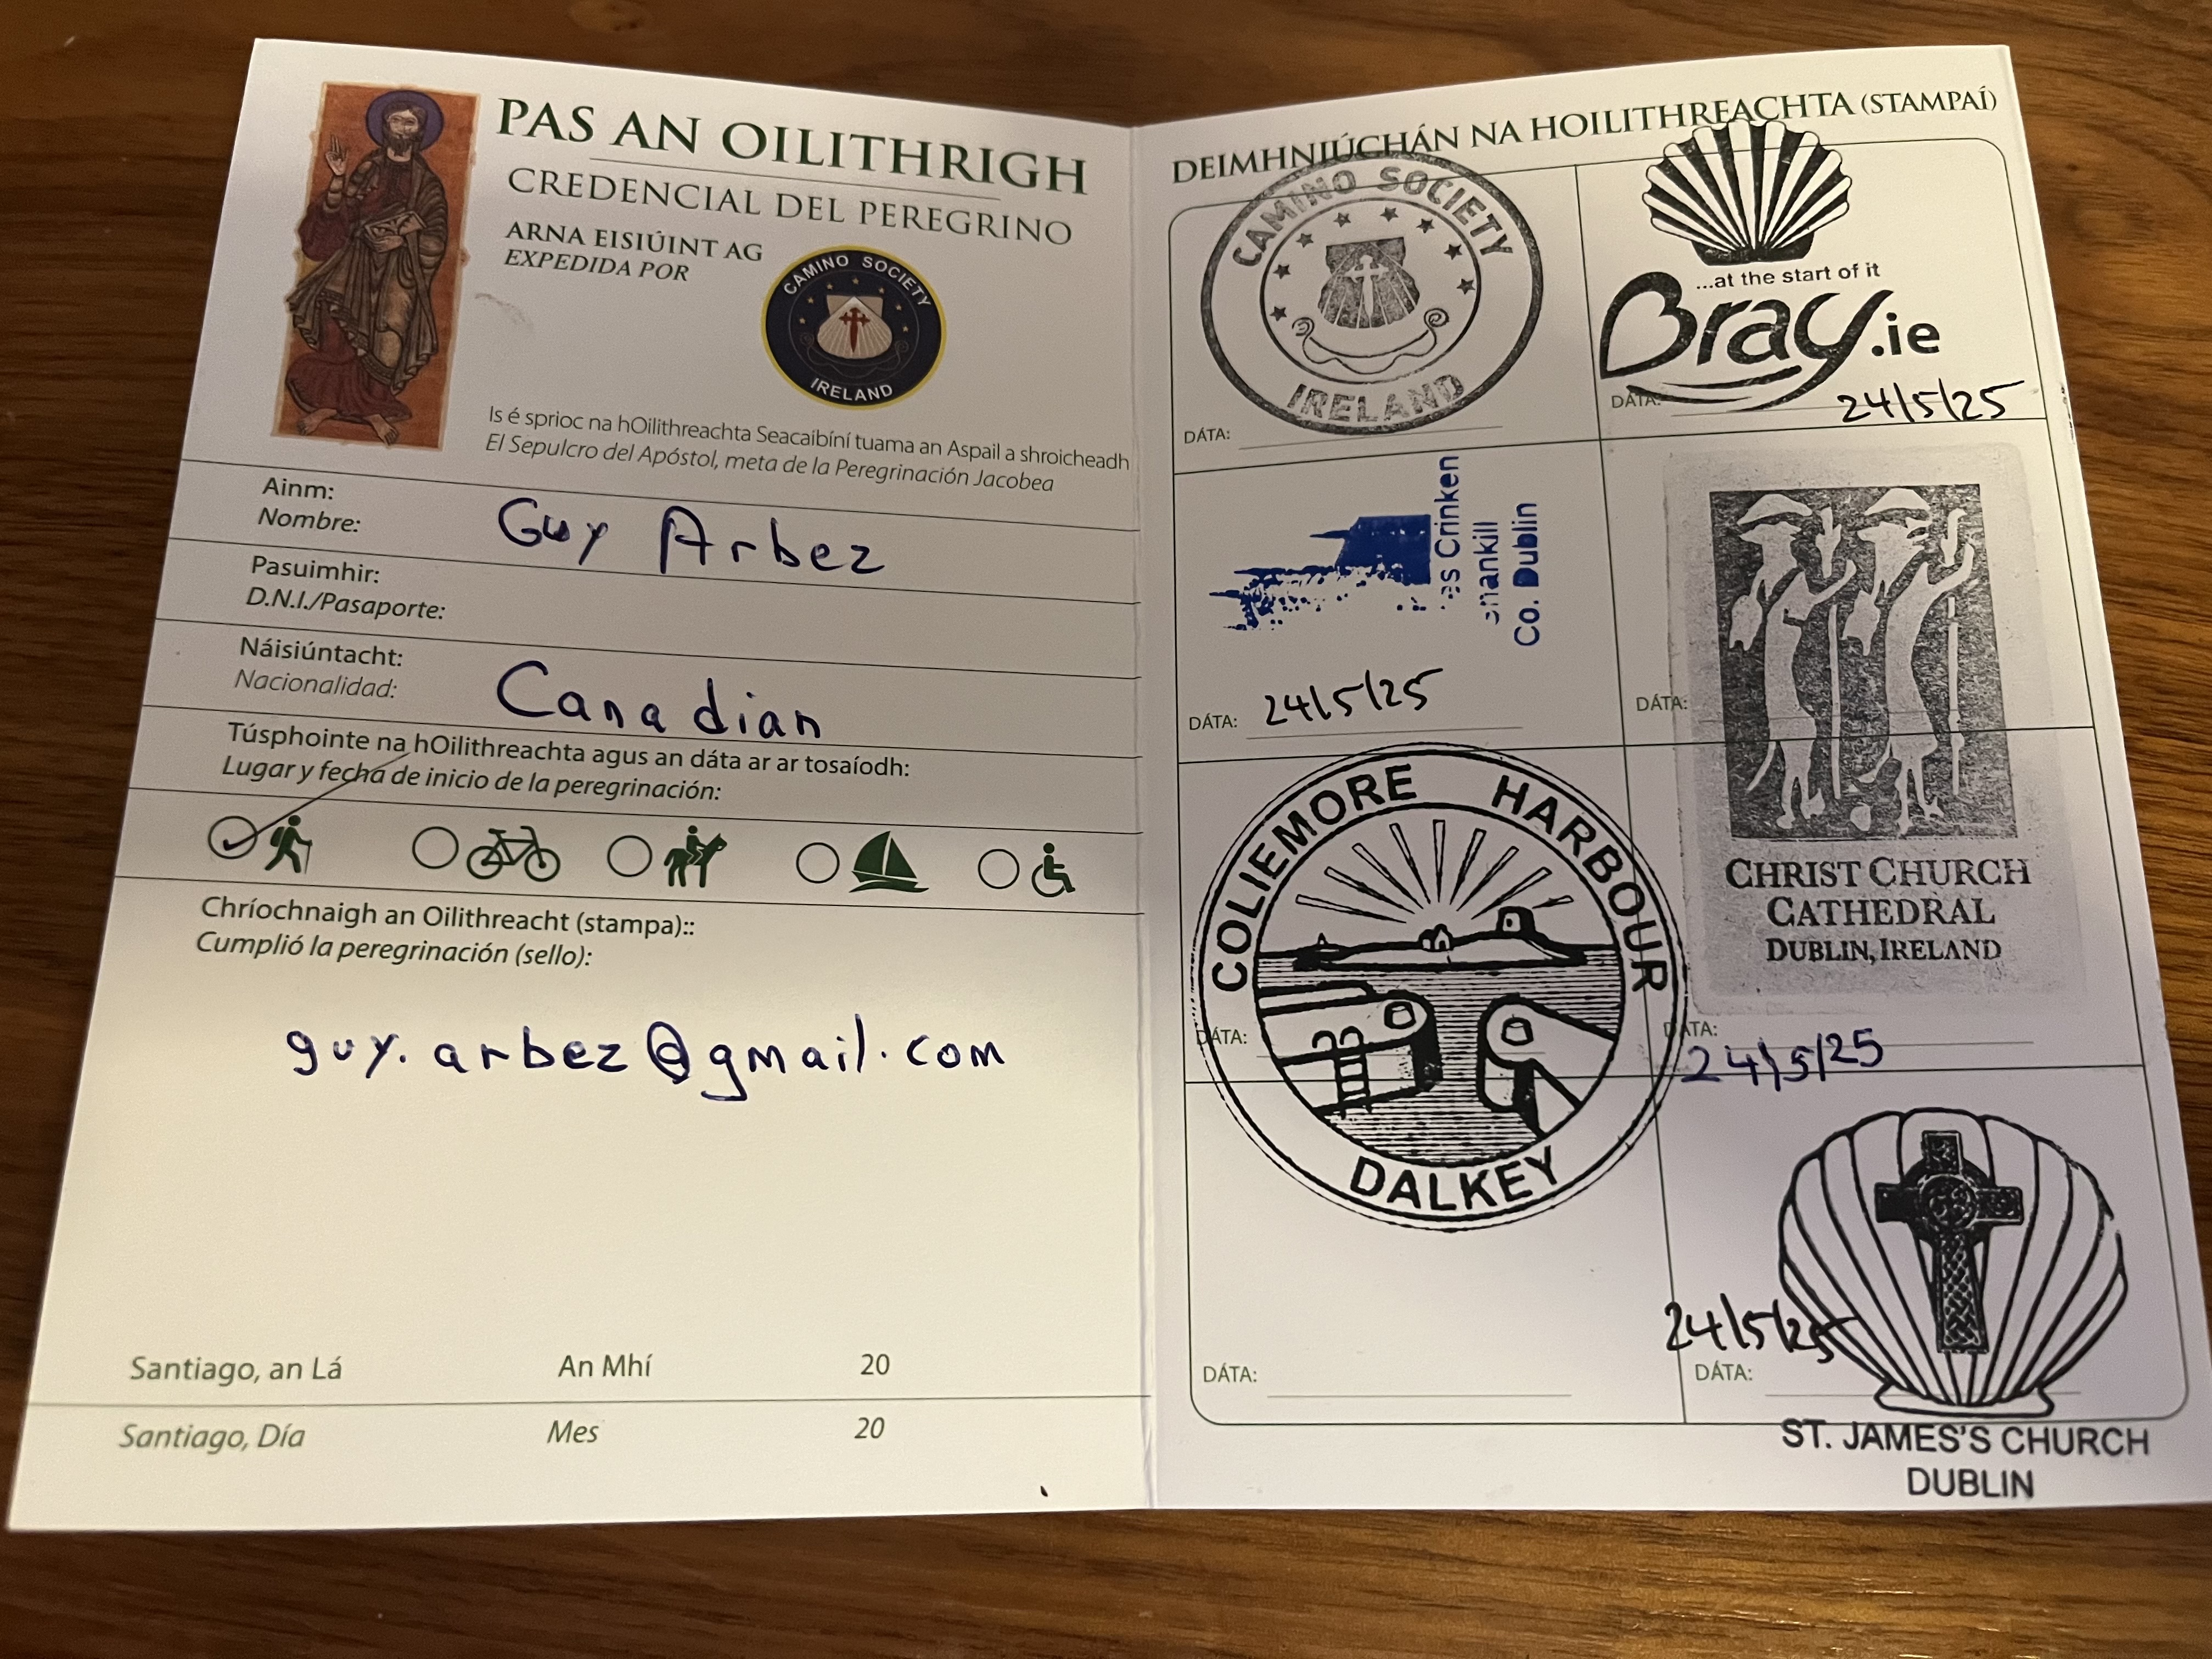 PAS AN OILITHRIGH
CREDENCIAL DEL PEREGRINO
ARNA EISIÚINT AG
EXPEDIDA POR
CAMINO SOCIETY
IRELAND
Is é sprioc na hOilithreachta Seacaibíní tuama an Aspail a shroicheadh
El Sepulcro del Apóstol, meta de la Peregrinación Jacobea
Ainm:
Nombre:
Guy Arbez
Pasuimhir:
D.N.I./Pasaporte:
Náisiúntacht:
Nacionalidad:
Canadian
Túsphointe na hOilithreachta agus an dáta ar ar tosaíodh:
Lugar y fecha de inicio de la peregrinación:
Chríochnaigh an Oilithreacht (stampa)::
Cumplió la peregrinación (sello):
guy.arbez@gmail.com
Santiago, an Lá An Mhí 20
Santiago, Día Mes 20
DEIMHNIÚCHÁN NA HOILITHREACHTA (STAMPAÍ)
CAMINO SOCIETY
IRELAND
DÁTA:
...at the start of it
Bray.ie
DÁTA: 24/5/25
Crinken
Co. Dublin
DÁTA: 24/5/25
DÁTA:
CHRIST CHURCH
CATHEDRAL
DUBLIN, IRELAND
COLIEMORE HARBOUR
DALKEY
DÁTA:
DÁTA:
24/5/25
DÁTA:
24/5/25
DÁTA:
ST. JAMES'S CHURCH
DUBLIN